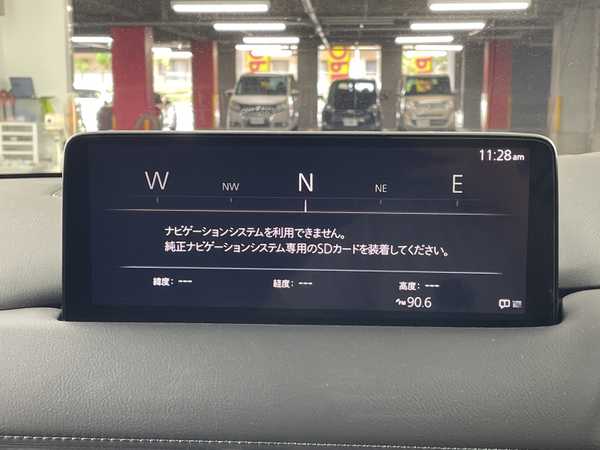 11:28am
W NW N NE E
ナビゲーションシステムを利用できません。
純正ナビゲーションシステム専用のSDカードを装着してください。
緯度: --- 経度: --- 高度: ---
FM 90.6